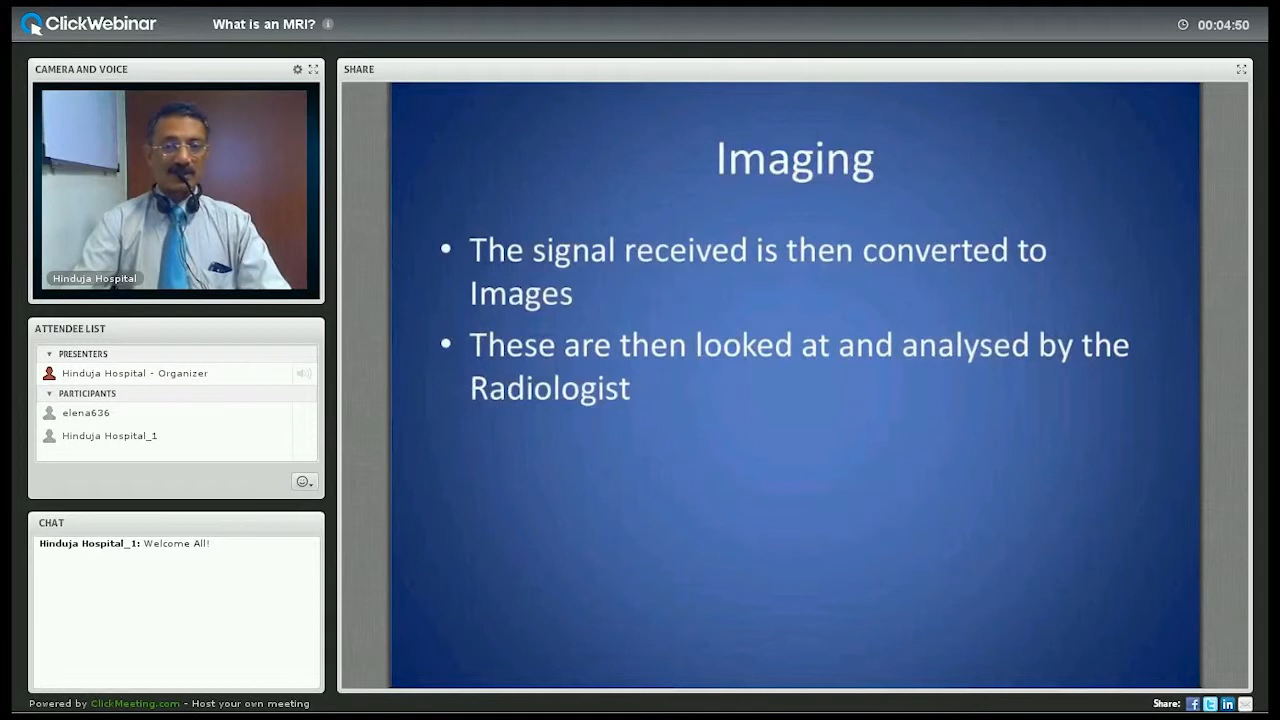 ClickWebinar
What is an MRI?
00:04:50
CAMERA AND VOICE
Hinduja Hospital
ATTENDEE LIST
PRESENTERS
Hinduja Hospital - Organizer
PARTICIPANTS
elena636
Hinduja Hospital_1
CHAT
Hinduja Hospital_1: Welcome All!
SHARE
Imaging
• The signal received is then converted to
Images
• These are then looked at and analysed by the
Radiologist
Powered by ClickMeeting.com - Host your own meeting
Share: